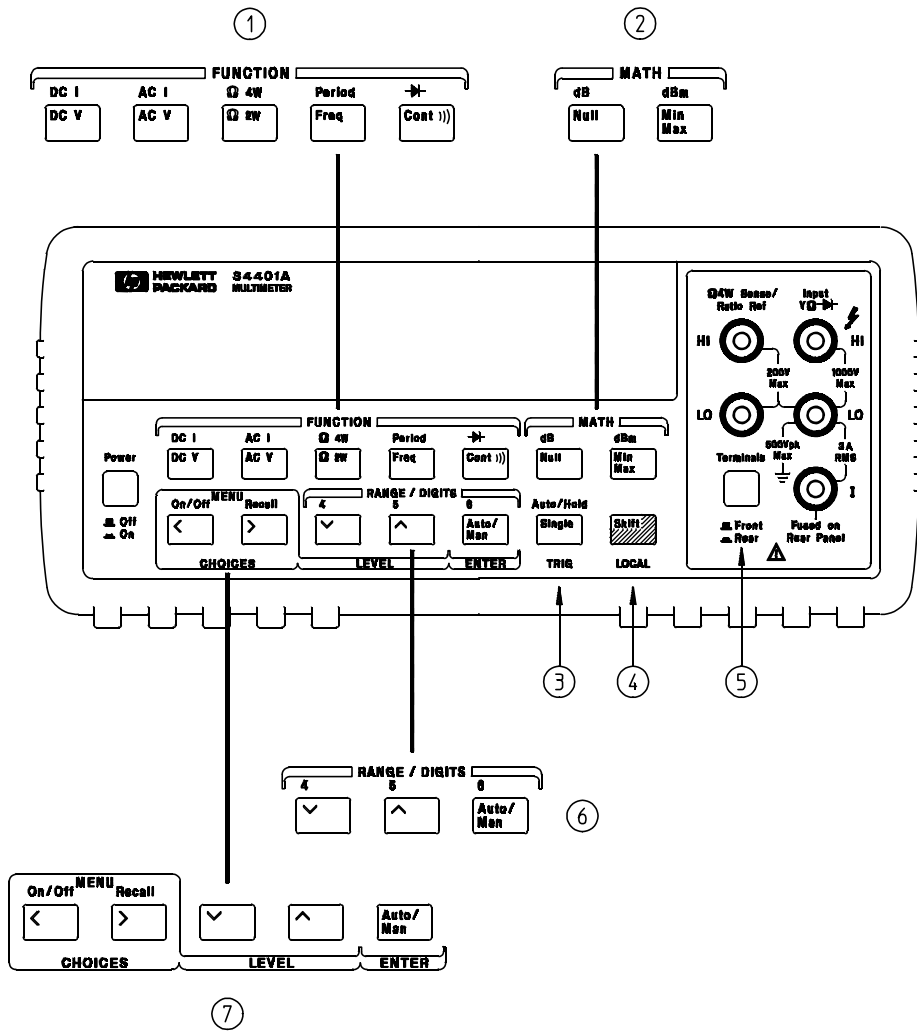 1 2
FUNCTION MATH
DC I AC I Ω 4W Period dB dBm
DC V AC V Ω 2W Freq Cont ))) Null Min
Max
hp HEWLETT 34401A
PACKARD MULTIMETER
Ω4W Sense/ Input
Ratio Ref VΩ
HI HI
200V 1000V
Max Max
LO LO
500Vpk 3A
Max RMS
FUNCTION MATH
DC I AC I Ω 4W Period dB dBm
Power DC V AC V Ω 2W Freq Cont ))) Null Min
Max
Terminals
I
MENU RANGE / DIGITS
On/Off Recall 4 5 6 Auto/Hold
< > ˅ ^ Auto/
Man Single Shift
Off
On
Front Fused on
Rear Rear Panel
CHOICES LEVEL ENTER TRIG LOCAL
3 4 5
RANGE / DIGITS
4 5 6
˅ ^ Auto/
Man
6
MENU
On/Off Recall
< > ˅ ^ Auto/
Man
CHOICES LEVEL ENTER
7